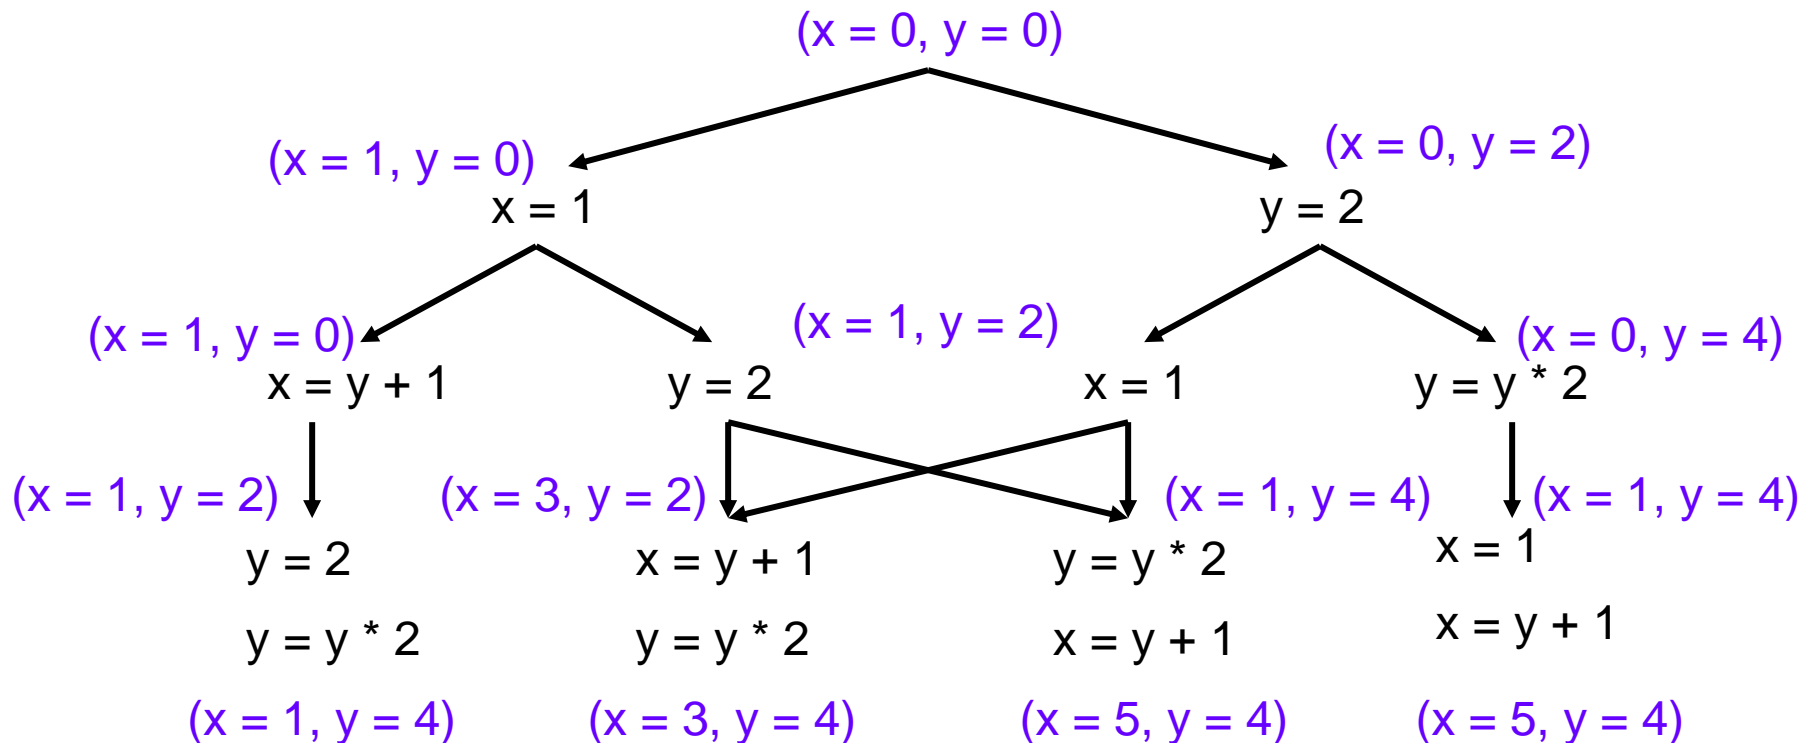 (x = 0, y = 0)
(x = 1, y = 0)
(x = 0, y = 2)
x = 1
y = 2
(x = 1, y = 0)
(x = 1, y = 2)
(x = 0, y = 4)
x = y + 1
y = 2
x = 1
y = y * 2
(x = 1, y = 2)
(x = 3, y = 2)
(x = 1, y = 4)
(x = 1, y = 4)
y = 2
x = y + 1
y = y * 2
x = 1
y = y * 2
y = y * 2
x = y + 1
x = y + 1
(x = 1, y = 4)
(x = 3, y = 4)
(x = 5, y = 4)
(x = 5, y = 4)